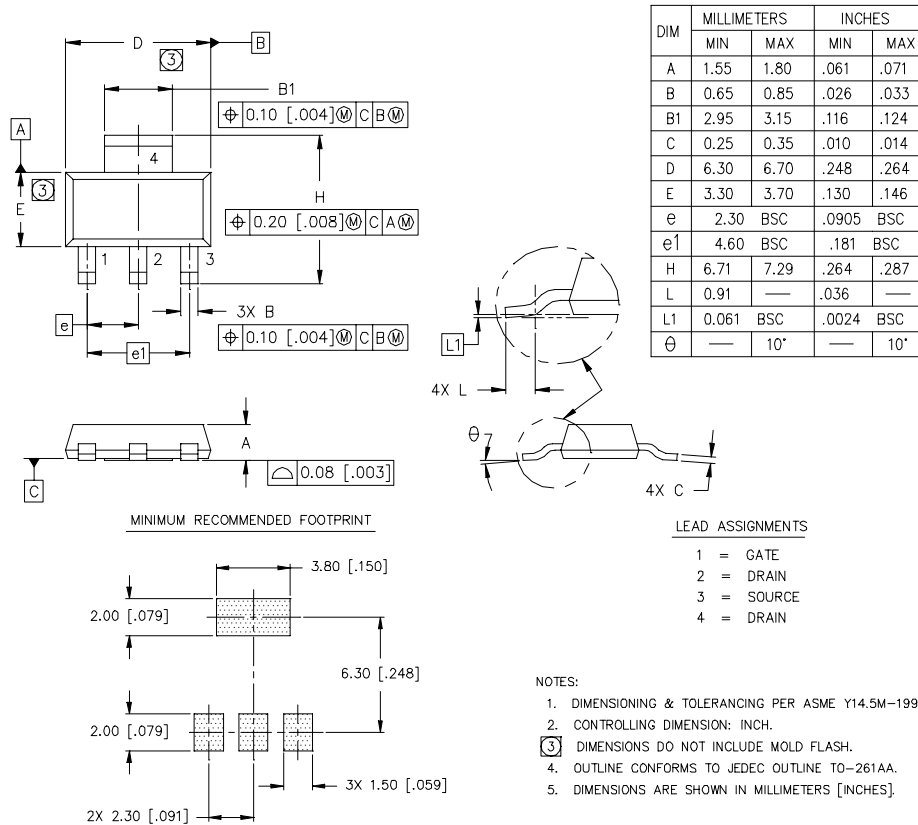 D
B
3
B1
⌖ 0.10 [.004]Ⓜ C BⓂ
A
4
3
E
H
⌖ 0.20 [.008]Ⓜ C AⓂ
1 2 3
e
3X B
e1
⌖ 0.10 [.004]Ⓜ C BⓂ
DIM MILLIMETERS INCHES
MIN MAX MIN MAX
A 1.55 1.80 .061 .071
B 0.65 0.85 .026 .033
B1 2.95 3.15 .116 .124
C 0.25 0.35 .010 .014
D 6.30 6.70 .248 .264
E 3.30 3.70 .130 .146
e 2.30 BSC .0905 BSC
e1 4.60 BSC .181 BSC
H 6.71 7.29 .264 .287
L 0.91 — .036 —
L1 0.061 BSC .0024 BSC
θ — 10° — 10°
L1
4X L
A
⌓ 0.08 [.003]
C
θ
4X C
MINIMUM RECOMMENDED FOOTPRINT
3.80 [.150]
2.00 [.079]
6.30 [.248]
2.00 [.079]
3X 1.50 [.059]
2X 2.30 [.091]
LEAD ASSIGNMENTS
1 = GATE
2 = DRAIN
3 = SOURCE
4 = DRAIN
NOTES:
1. DIMENSIONING & TOLERANCING PER ASME Y14.5M-199
2. CONTROLLING DIMENSION: INCH.
3 DIMENSIONS DO NOT INCLUDE MOLD FLASH.
4. OUTLINE CONFORMS TO JEDEC OUTLINE TO-261AA.
5. DIMENSIONS ARE SHOWN IN MILLIMETERS [INCHES].